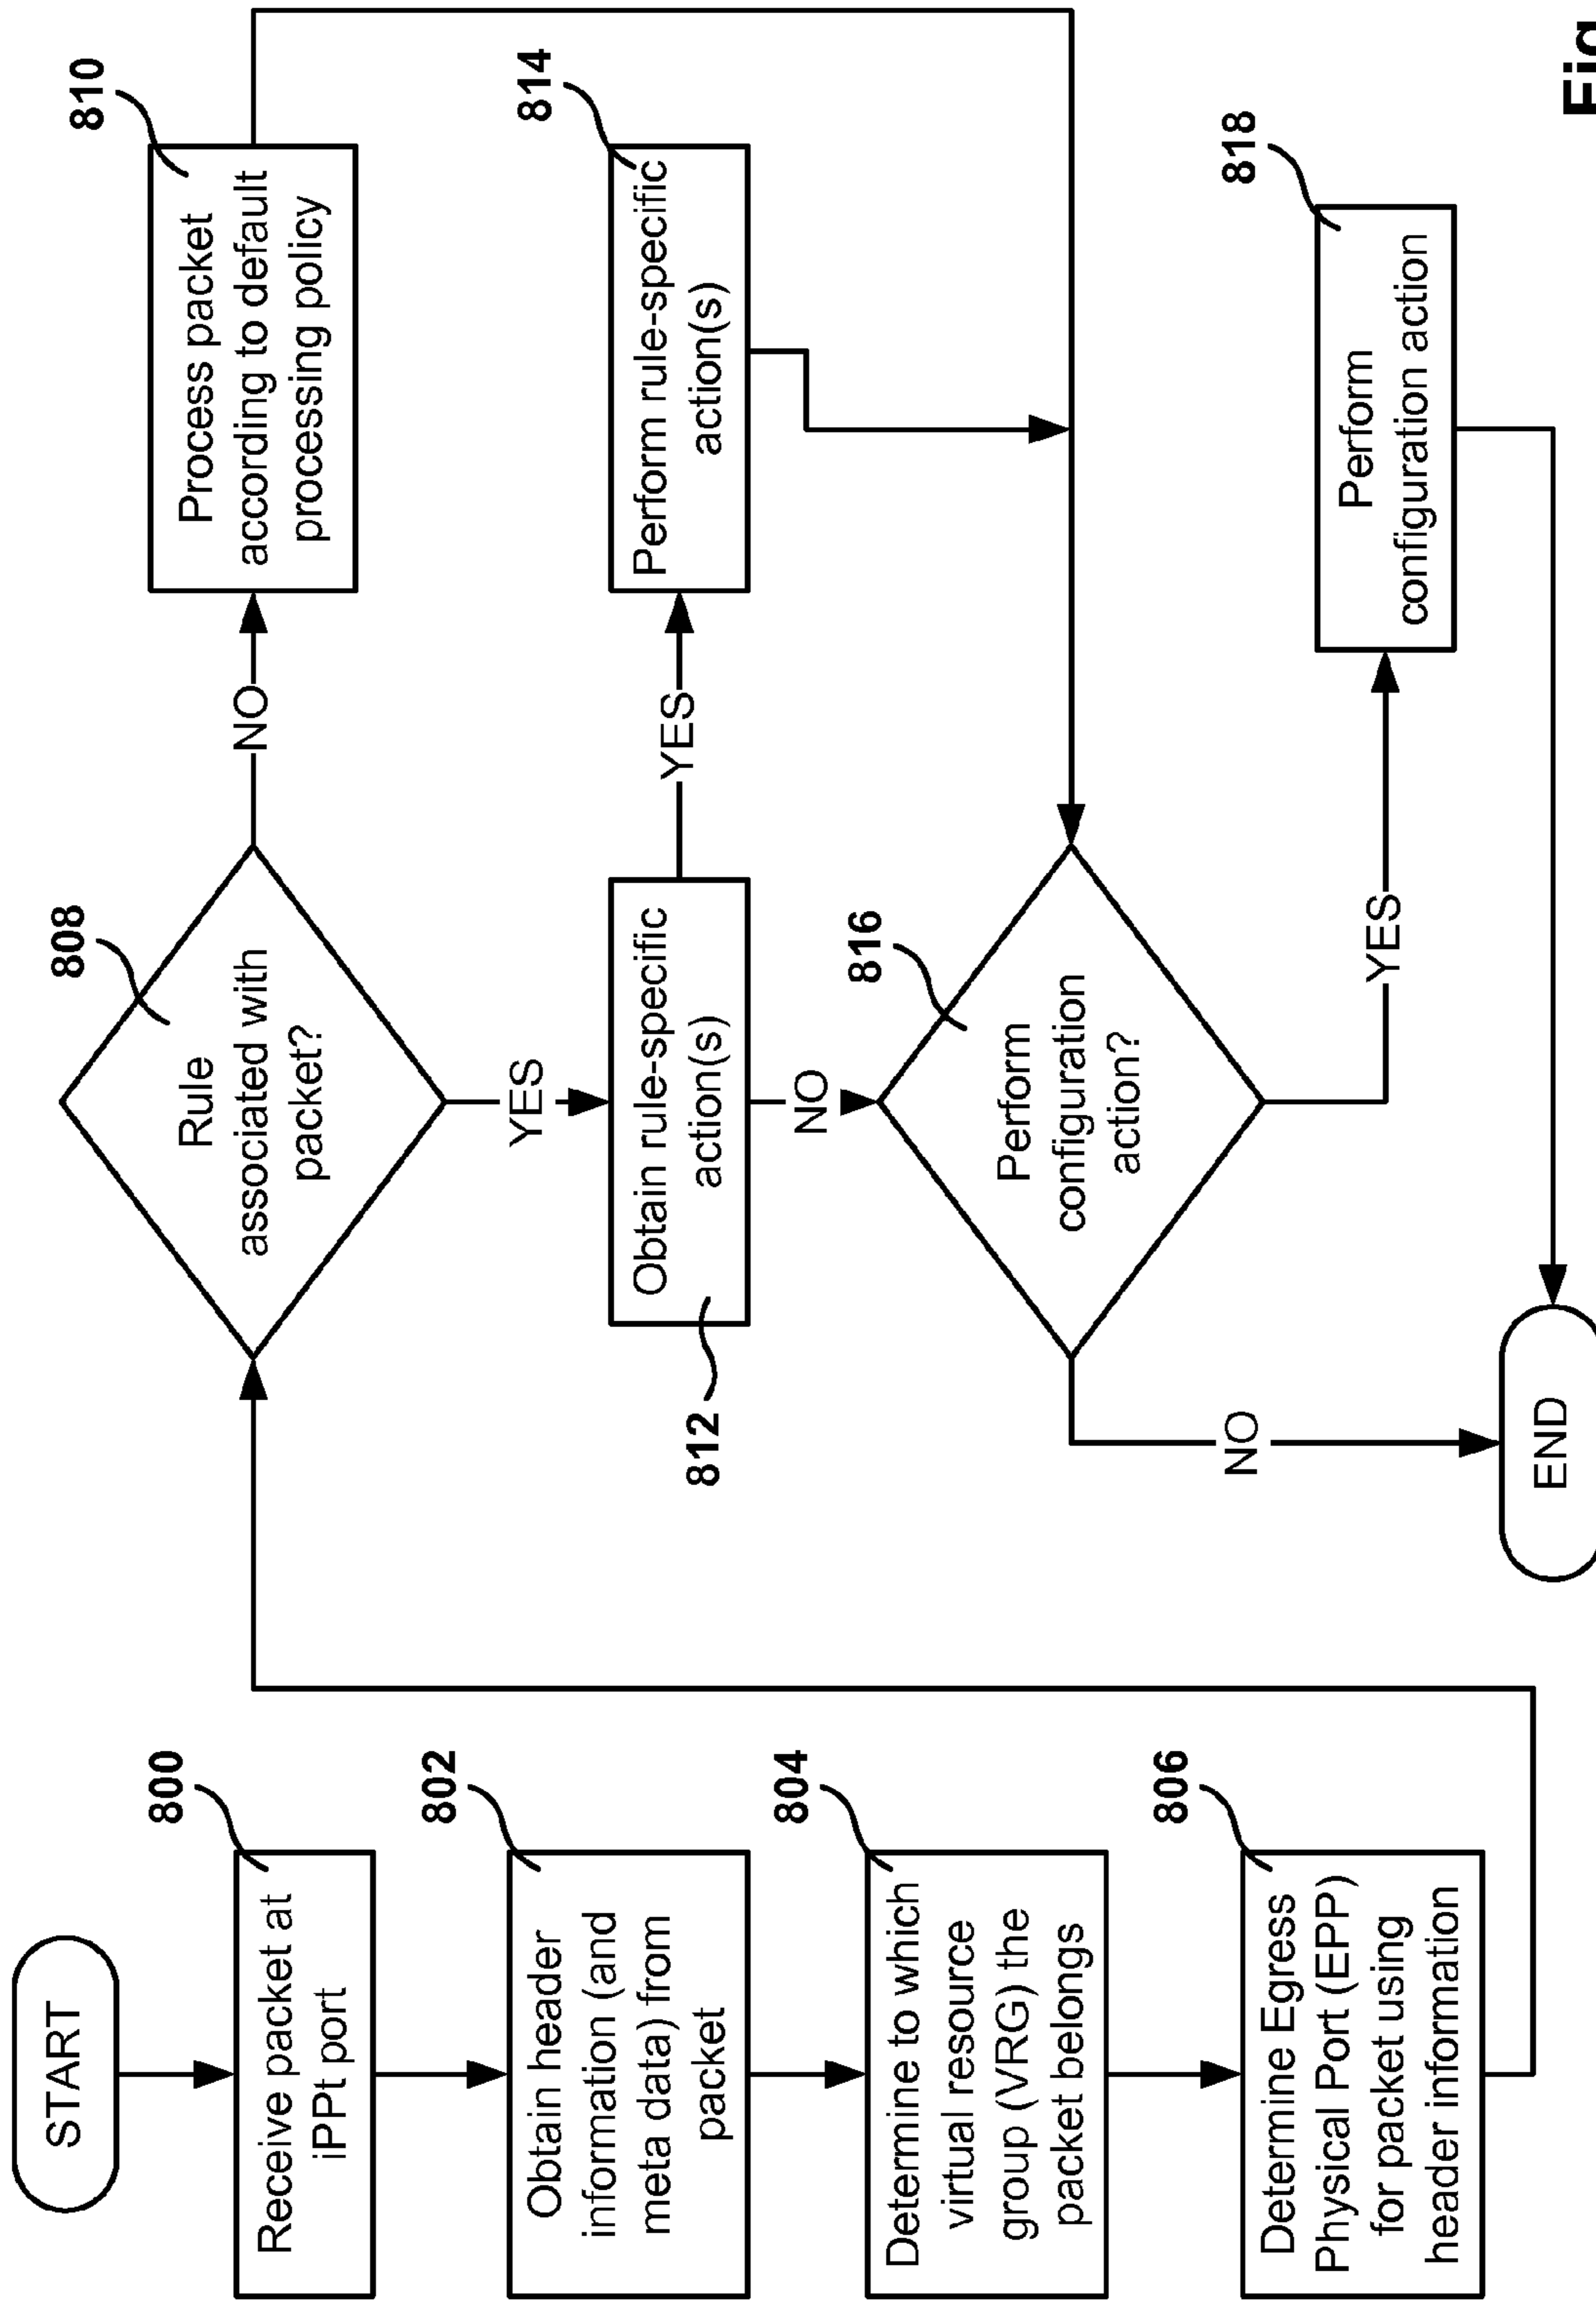 START
800
Receive packet at
iPPt port
802
Obtain header
information (and
meta data) from
packet
804
Determine to which
virtual resource
group (VRG) the
packet belongs
806
Determine Egress
Physical Port (EPP)
for packet using
header information
808
Rule
associated with
packet?
NO
810
Process packet
according to default
processing policy
YES
812
Obtain rule-specific
action(s)
YES
814
Perform rule-specific
action(s)
NO
816
Perform
configuration
action?
YES
818
Perform
configuration action
NO
END
Fig